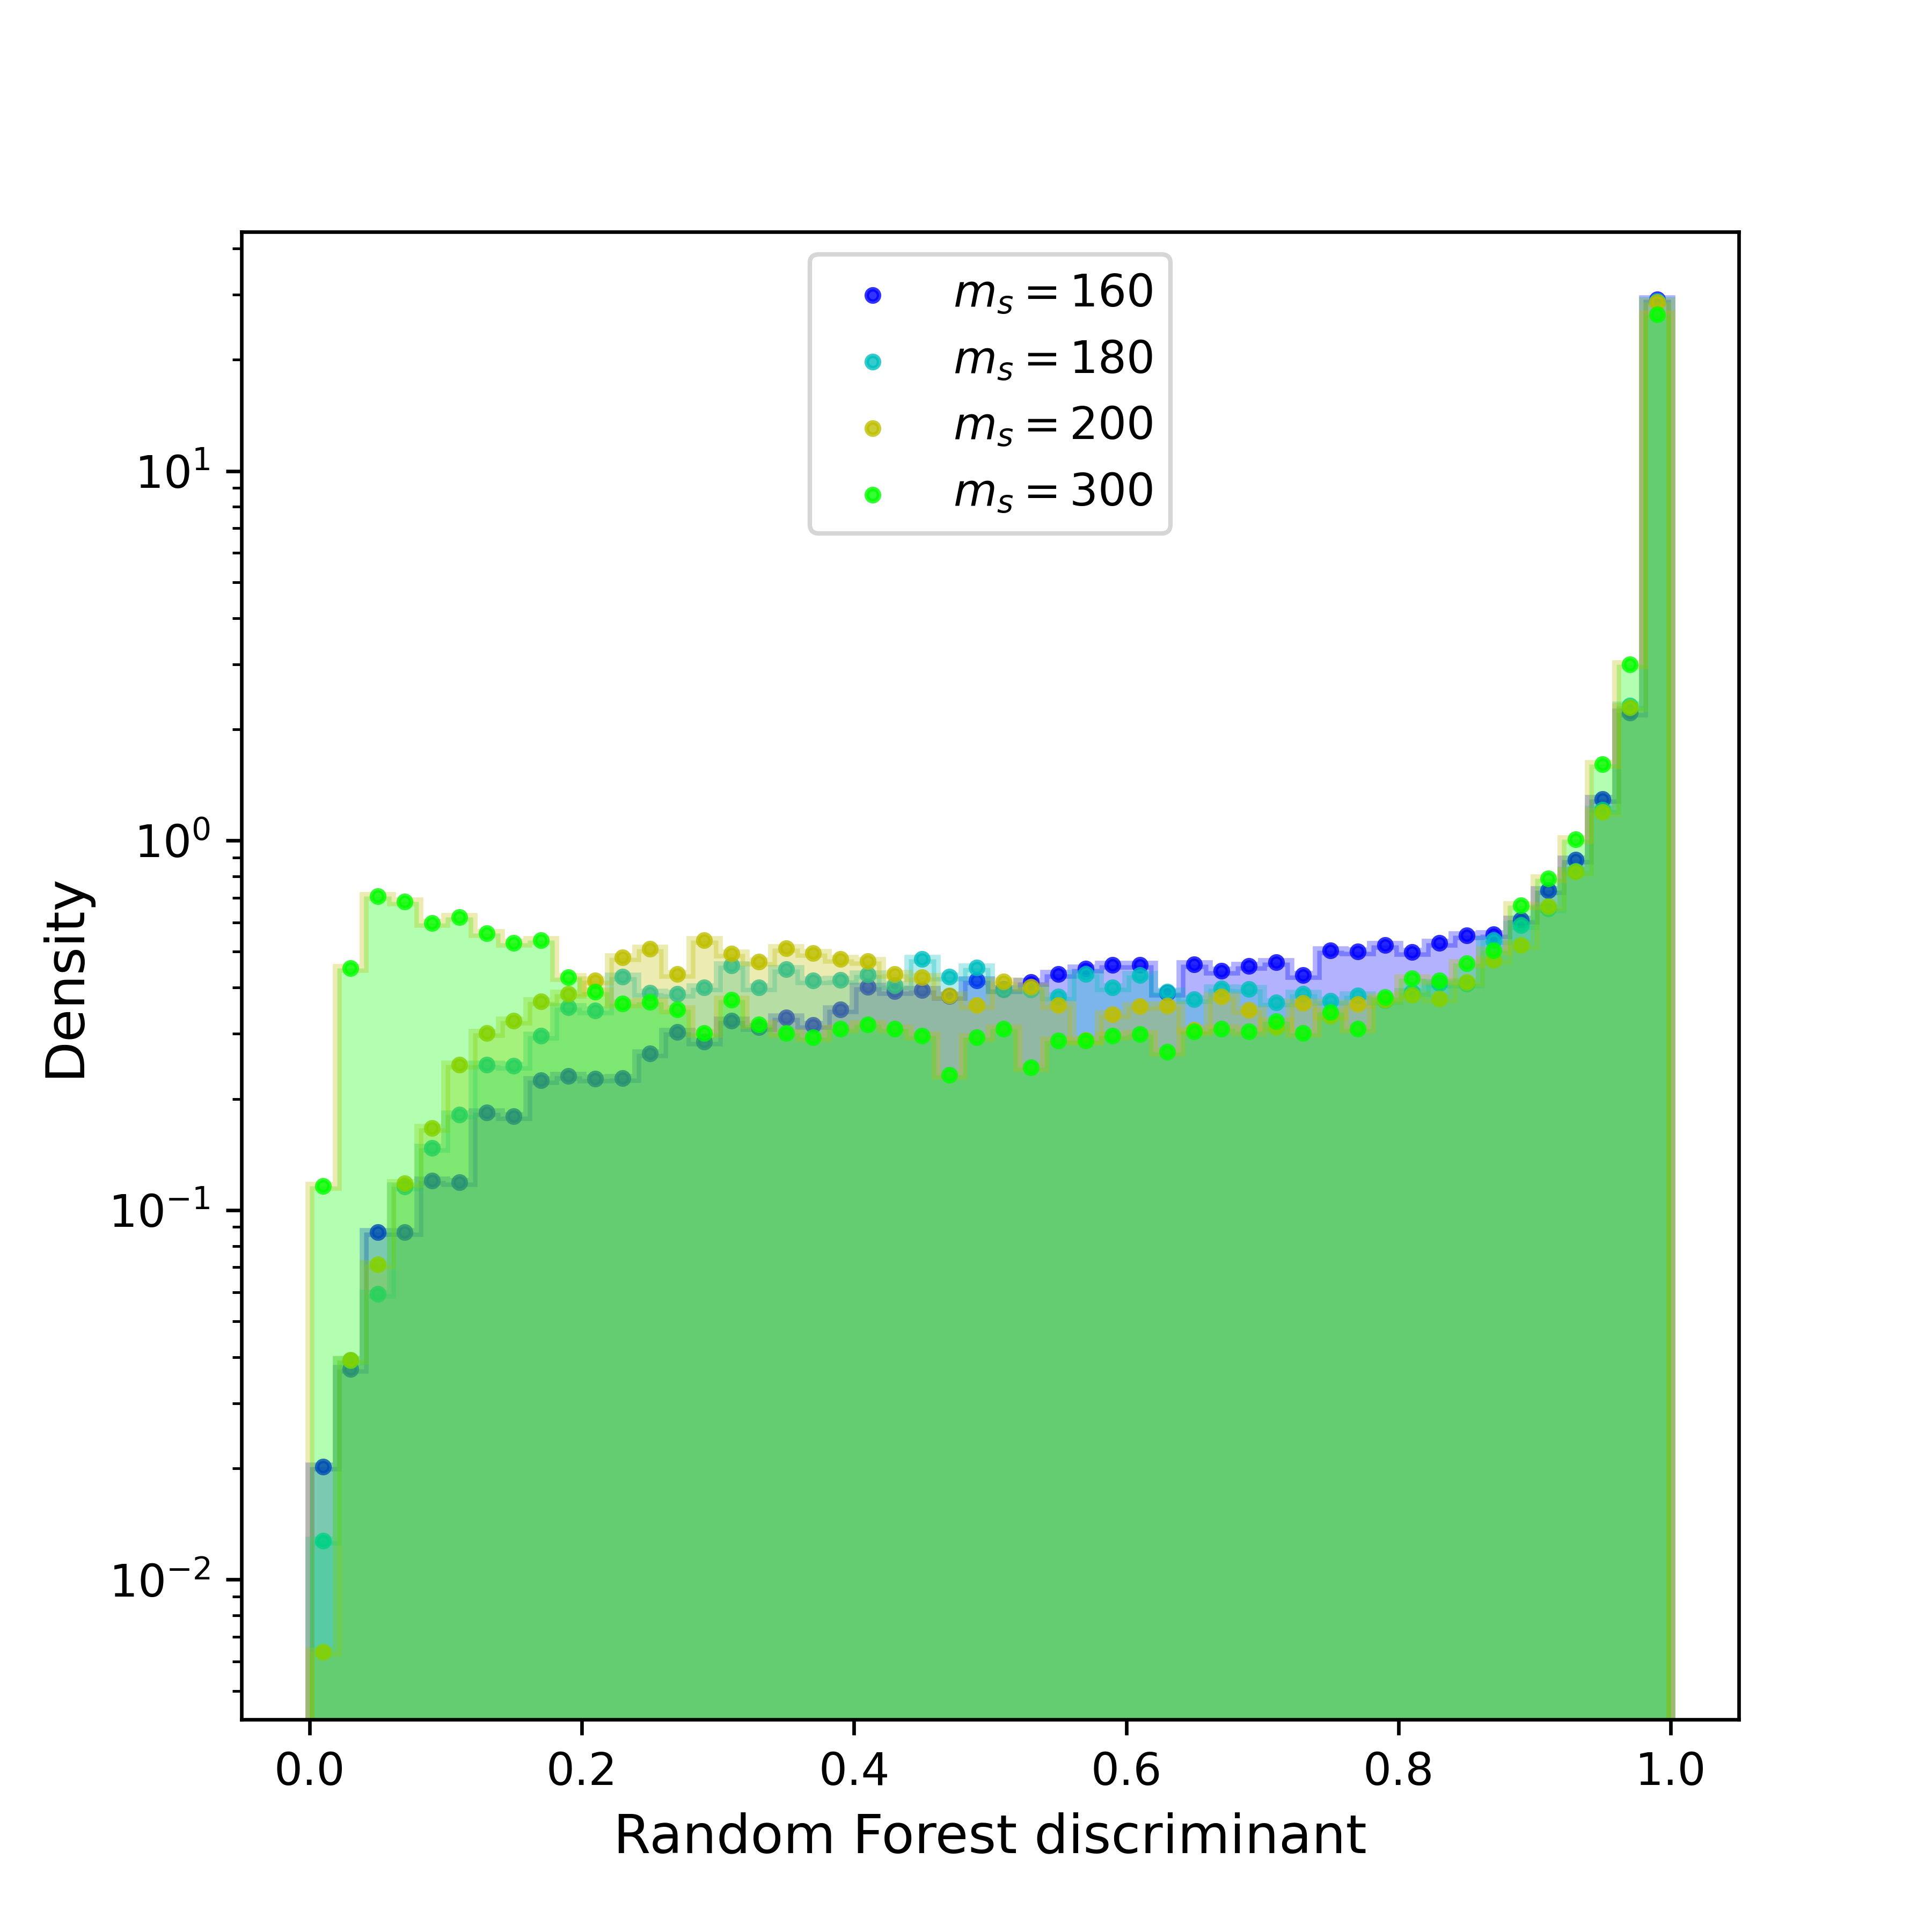 m_s = 160
m_s = 180
m_s = 200
m_s = 300
10^1
10^0
10^−1
10^−2
Density
0.0 0.2 0.4 0.6 0.8 1.0
Random Forest discriminant